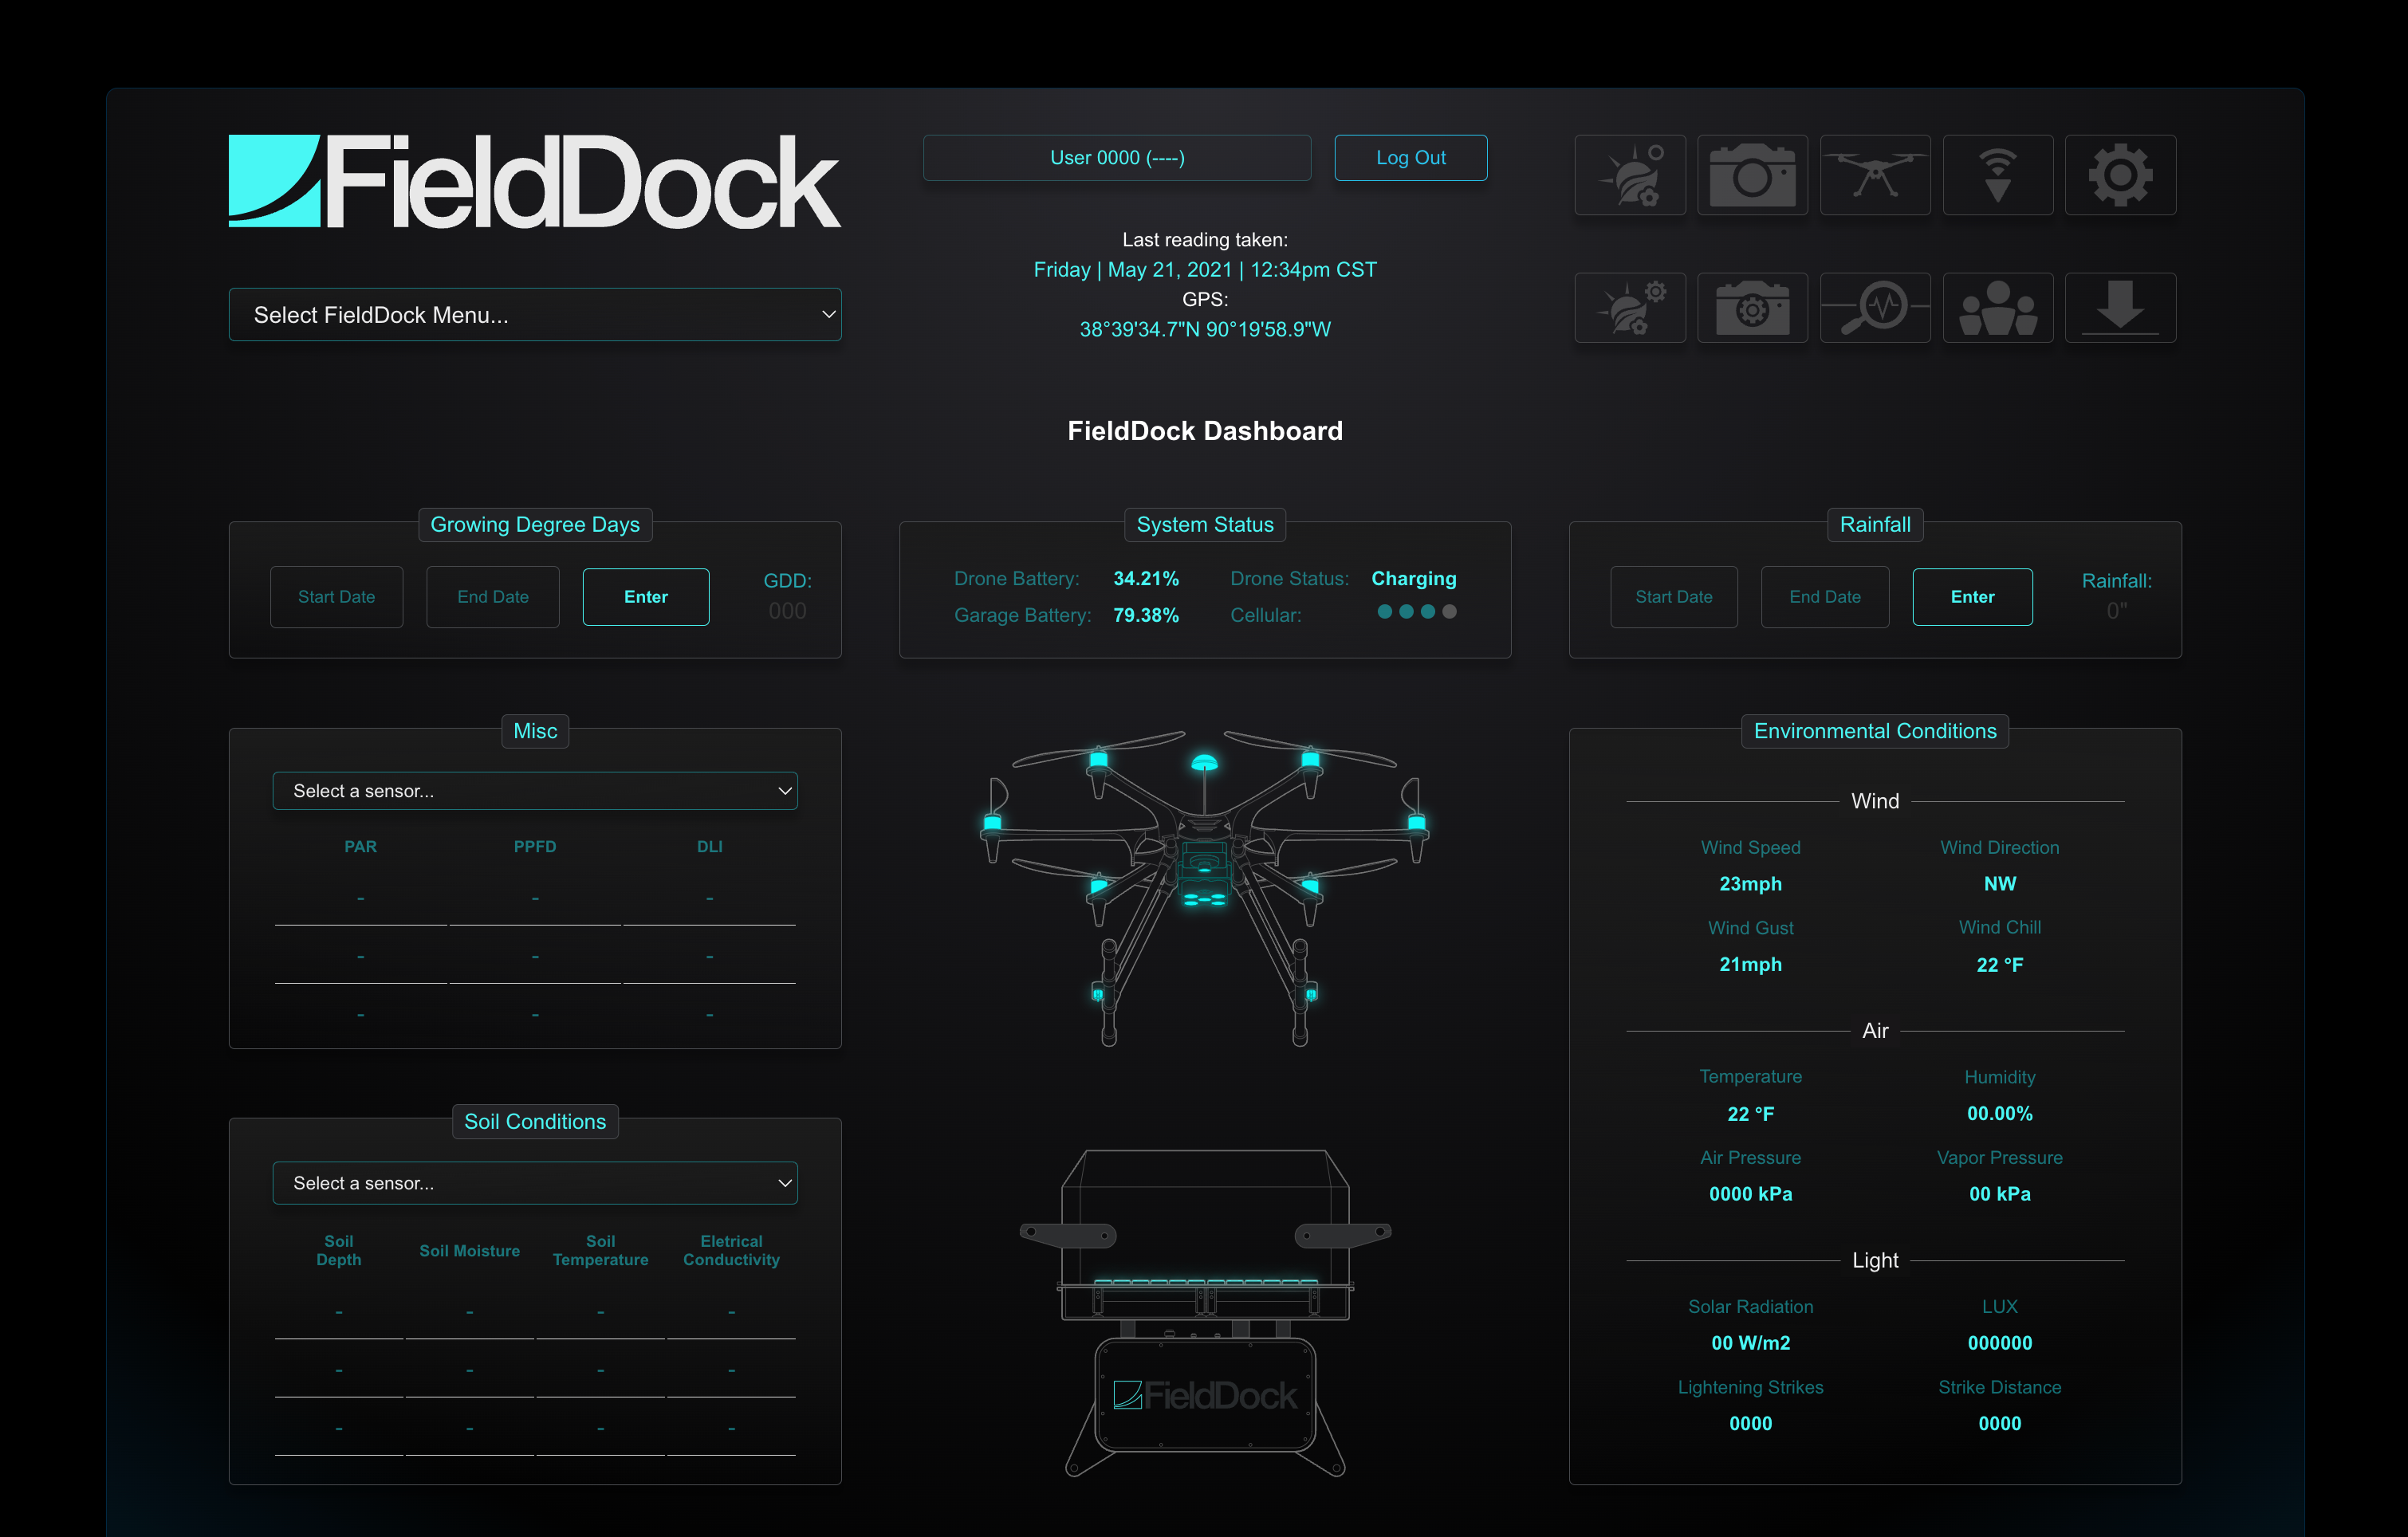 FieldDock
User 0000 (----)
Log Out
Last reading taken:
Friday | May 21, 2021 | 12:34pm CST
GPS:
38°39'34.7"N 90°19'58.9"W
Select FieldDock Menu...
FieldDock Dashboard
Growing Degree Days
Start Date
End Date
Enter
GDD:
000
System Status
Drone Battery: 34.21% Drone Status: Charging
Garage Battery: 79.38% Cellular:
Rainfall
Start Date
End Date
Enter
Rainfall:
0"
Misc
Select a sensor...
PAR PPFD DLI
- - -
- - -
- - -
Soil Conditions
Select a sensor...
Soil Depth Soil Moisture Soil Temperature Eletrical Conductivity
- - - -
- - - -
- - - -
FieldDock
Environmental Conditions
Wind
Wind Speed Wind Direction
23mph NW
Wind Gust Wind Chill
21mph 22 °F
Air
Temperature Humidity
22 °F 00.00%
Air Pressure Vapor Pressure
0000 kPa 00 kPa
Light
Solar Radiation LUX
00 W/m2 000000
Lightening Strikes Strike Distance
0000 0000